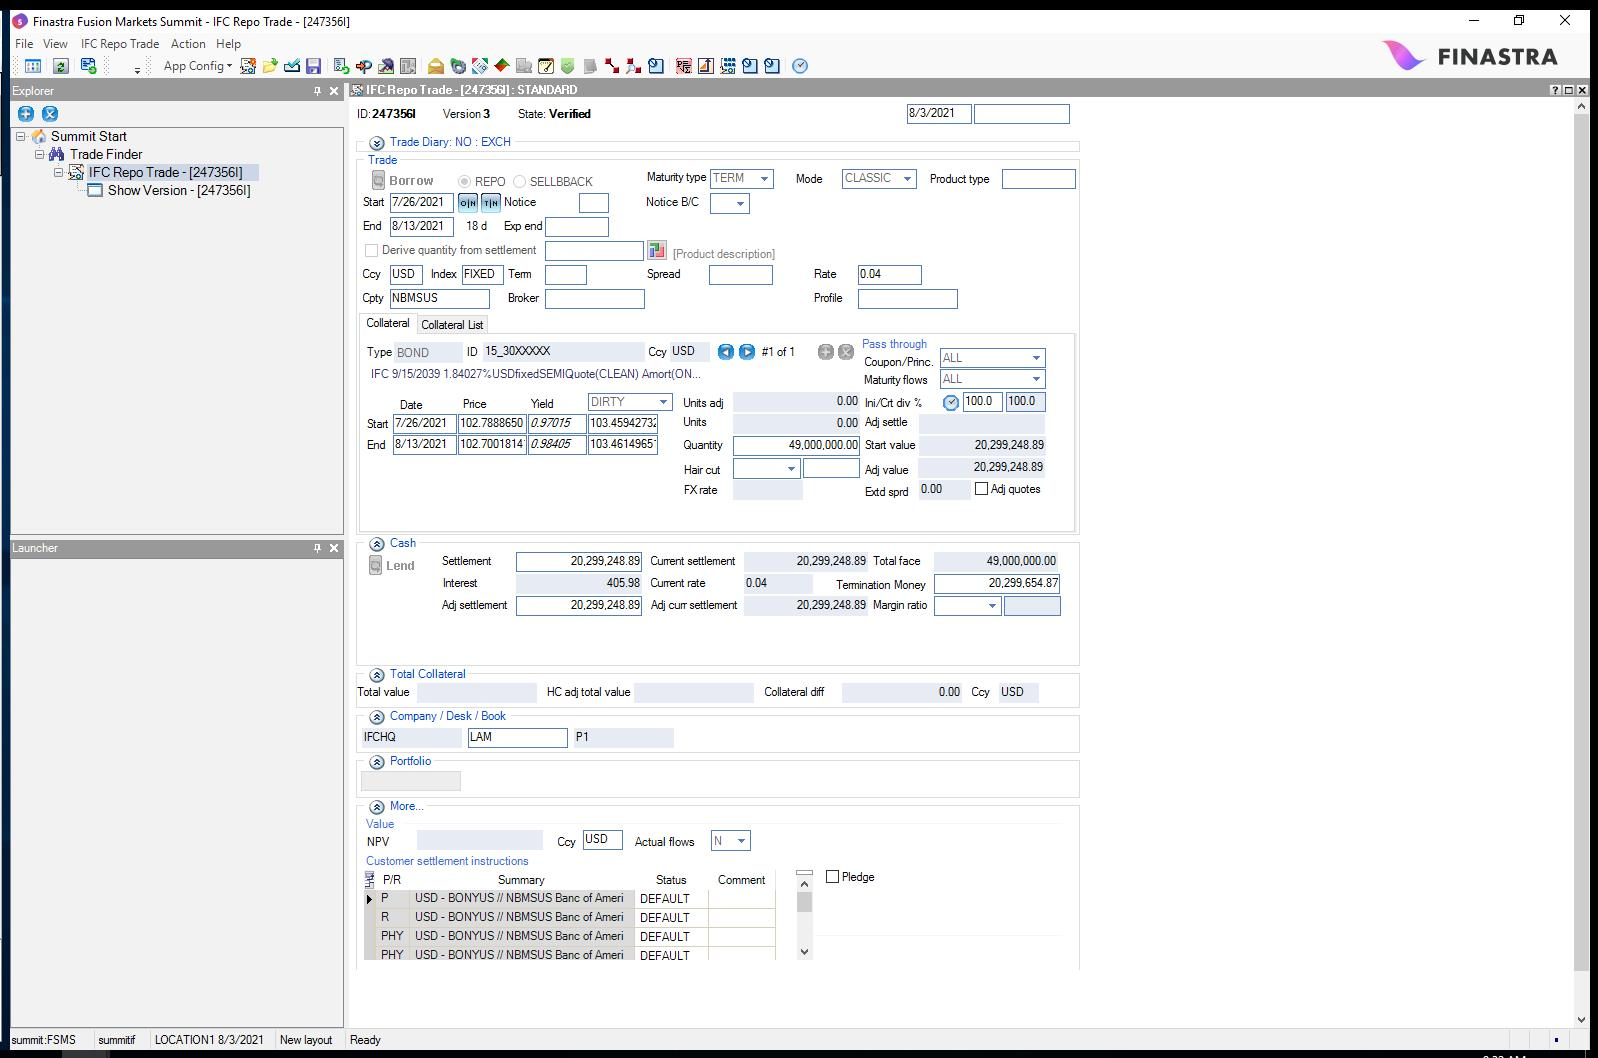 Finastra Fusion Markets Summit - IFC Repo Trade - [247356I]
File View IFC Repo Trade Action Help
App Config
FINASTRA
Explorer
IFC Repo Trade - [247356I] : STANDARD
Summit Start
Trade Finder
IFC Repo Trade - [247356I]
Show Version - [247356I]
Launcher
ID:247356I Version 3 State: Verified 8/3/2021
Trade Diary: NO : EXCH
Trade
Borrow REPO SELLBBACK Maturity type TERM Mode CLASSIC Product type
Start 7/26/2021 O|N T|N Notice Notice B/C
End 8/13/2021 18 d Exp end
Derive quantity from settlement [Product description]
Ccy USD Index FIXED Term Spread Rate 0.04
Cpty NBMSUS Broker Profile
Collateral Collateral List
Type BOND ID 15_30XXXXX Ccy USD #1 of 1 Pass through
Coupon/Princ. ALL
IFC 9/15/2039 1.84027%USDfixedSEMIQuote(CLEAN) Amort(ON... Maturity flows ALL
Date Price Yield DIRTY Units adj 0.00 Ini/Crt div % 100.0 100.0
Start 7/26/2021 102.7888650 0.97015 103.45942732 Units 0.00 Adj settle
End 8/13/2021 102.7001814 0.98405 103.4614965 Quantity 49,000,000.00 Start value 20,299,248.89
Hair cut Adj value 20,299,248.89
FX rate Extd sprd 0.00 Adj quotes
Cash
Lend Settlement 20,299,248.89 Current settlement 20,299,248.89 Total face 49,000,000.00
Interest 405.98 Current rate 0.04 Termination Money 20,299,654.87
Adj settlement 20,299,248.89 Adj curr settlement 20,299,248.89 Margin ratio
Total Collateral
Total value HC adj total value Collateral diff 0.00 Ccy USD
Company / Desk / Book
IFCHQ LAM P1
Portfolio
More...
Value
NPV Ccy USD Actual flows N
Customer settlement instructions
P/R Summary Status Comment Pledge
P USD - BONYUS // NBMSUS Banc of Ameri DEFAULT
R USD - BONYUS // NBMSUS Banc of Ameri DEFAULT
PHY USD - BONYUS // NBMSUS Banc of Ameri DEFAULT
PHY USD - BONYUS // NBMSUS Banc of Ameri DEFAULT
summit:FSMS summitif LOCATION1 8/3/2021 New layout Ready